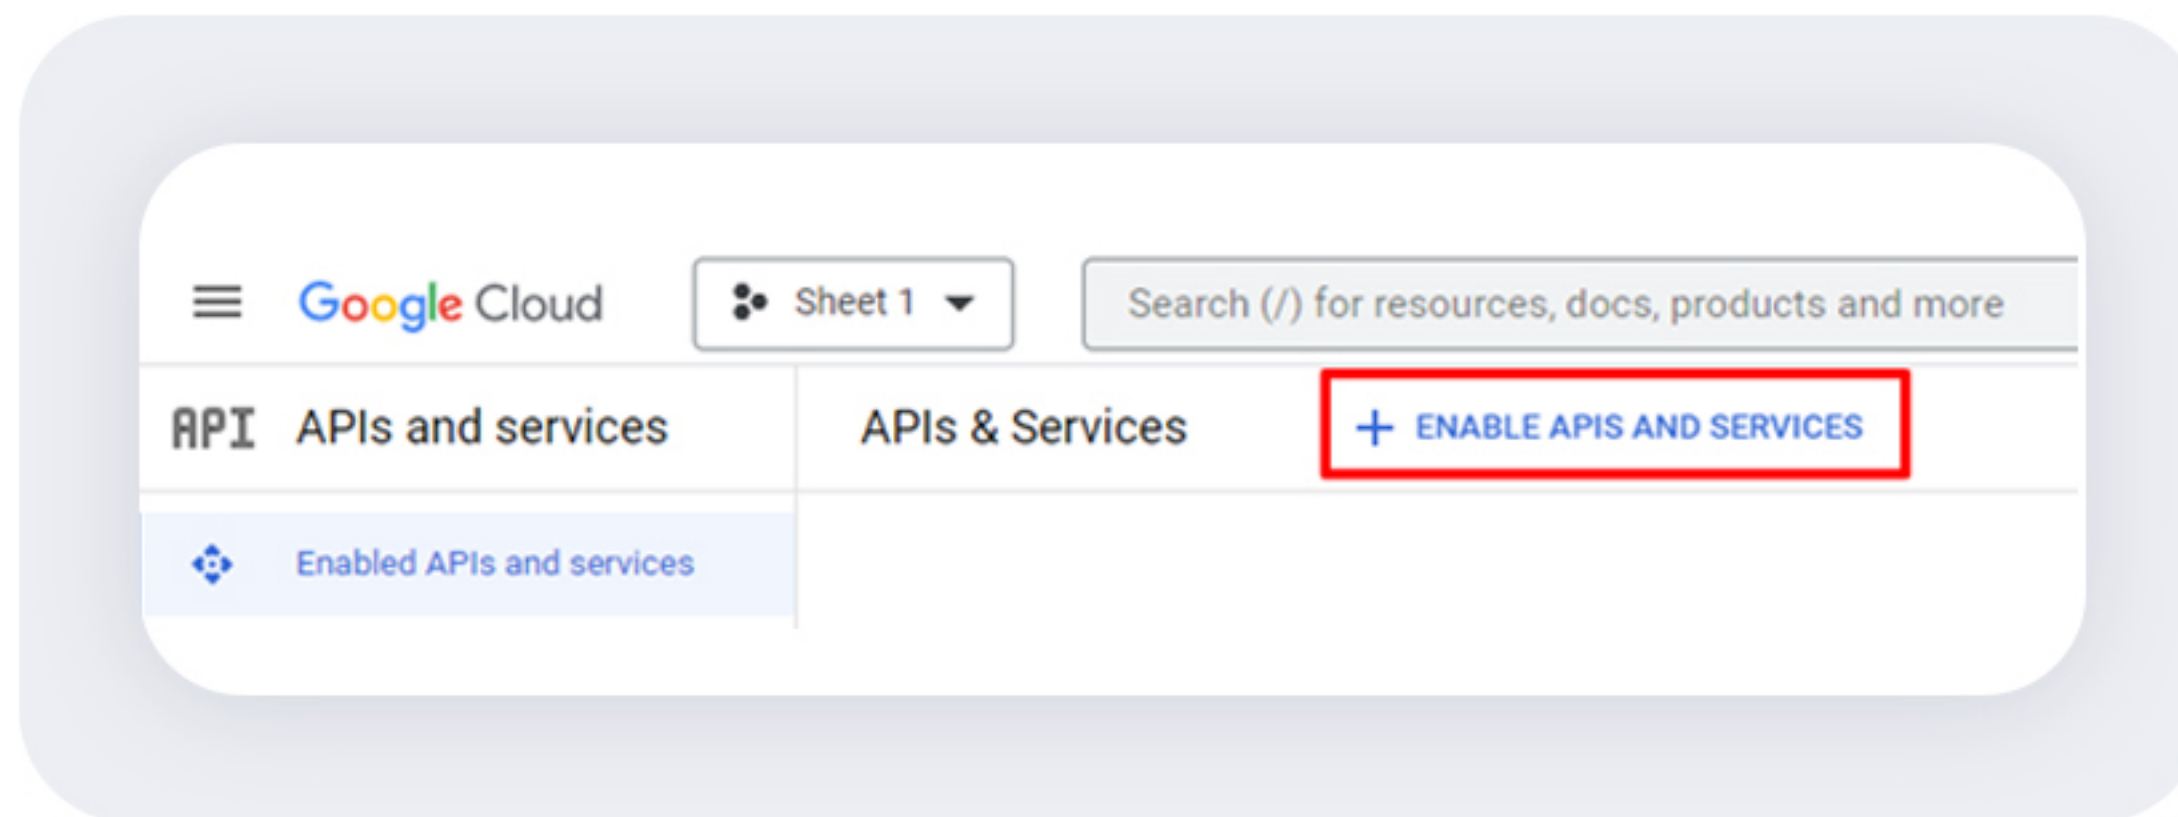 Google Cloud Sheet 1 Search (/) for resources, docs, products and more
API APIs and services APIs & Services + ENABLE APIS AND SERVICES
Enabled APIs and services